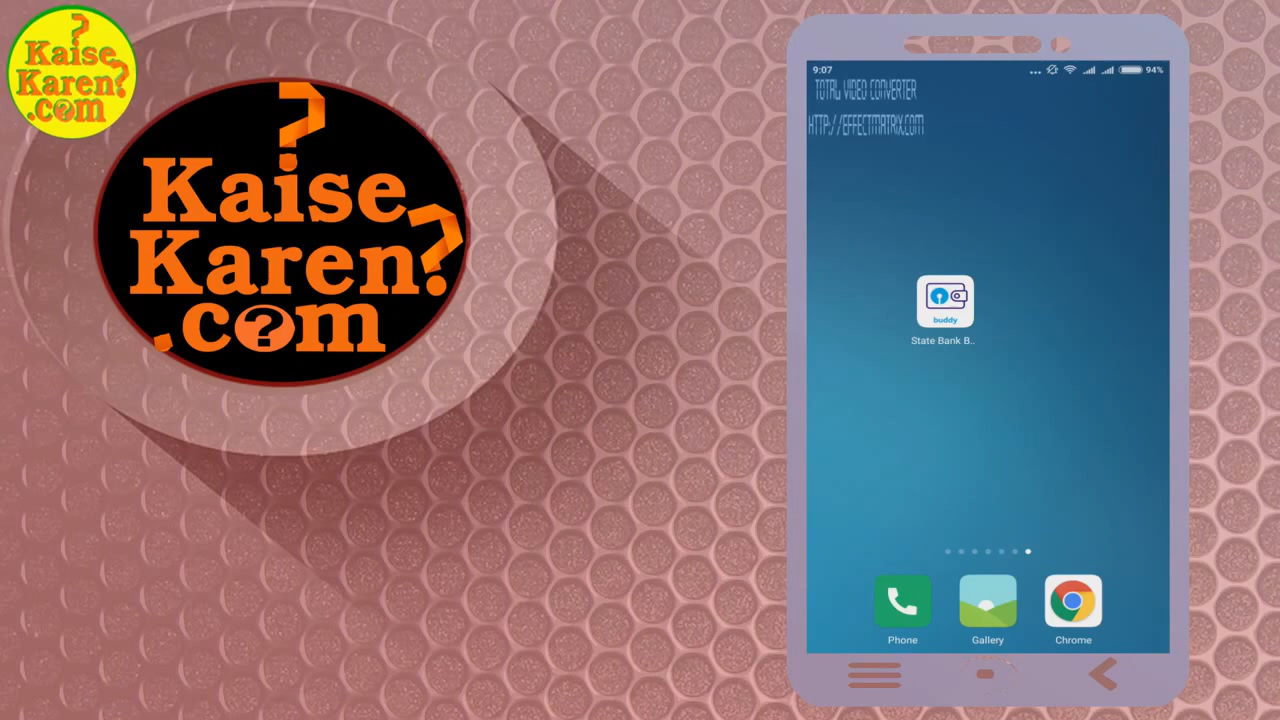 ?
Kaise
Karen?
.com
?
Kaise
Karen?
.com
9:07
94%
TOTAL VIDEO CONVERTER
HTTP://EFFECTMATRIX.COM
buddy
State Bank B..
Phone
Gallery
Chrome